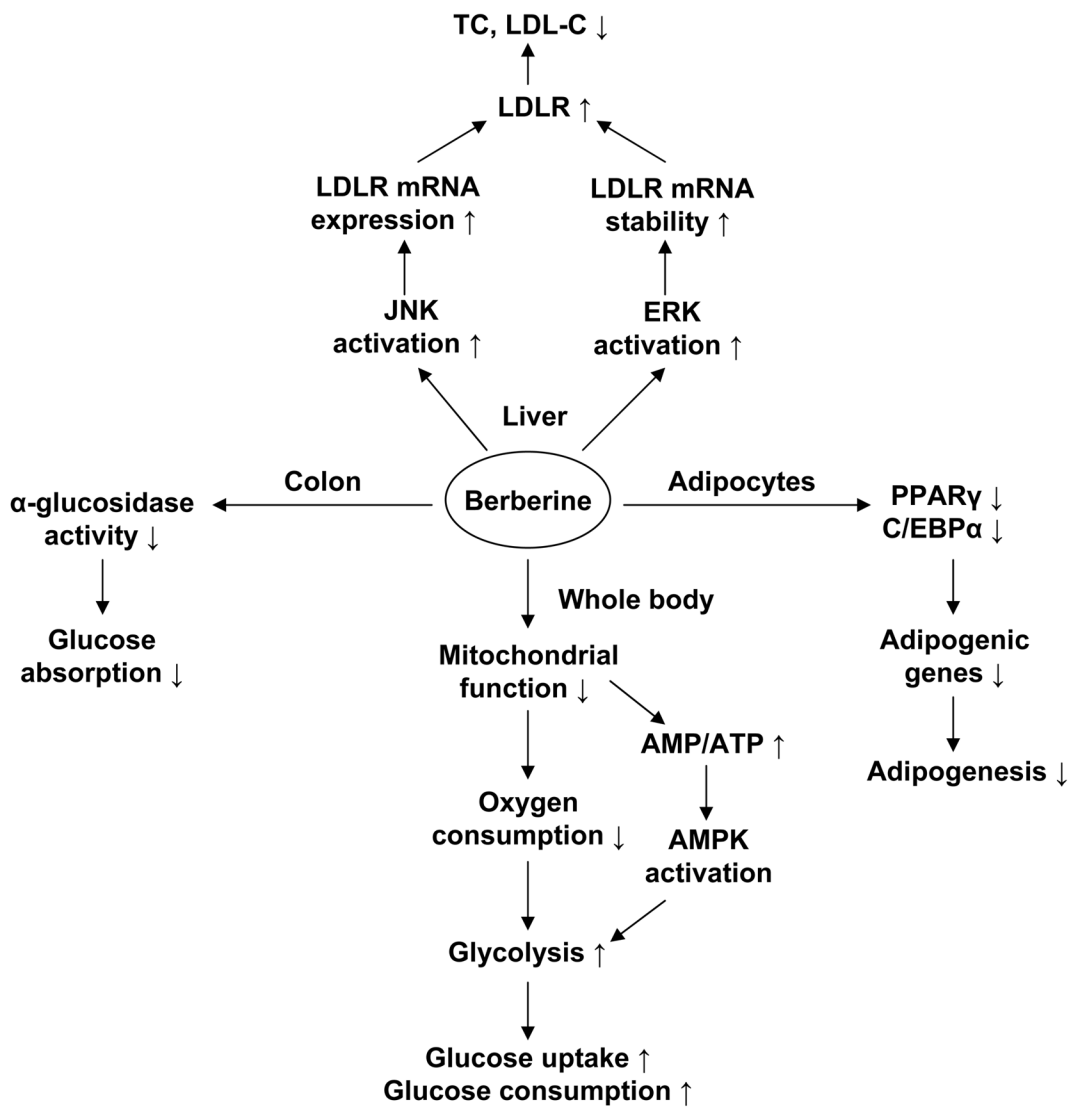 TC, LDL-C ↓
LDLR ↑
LDLR mRNA
expression ↑
LDLR mRNA
stability ↑
JNK
activation ↑
ERK
activation ↑
Liver
Colon
Berberine
Adipocytes
α-glucosidase
activity ↓
PPARγ ↓
C/EBPα ↓
Whole body
Glucose
absorption ↓
Mitochondrial
function ↓
Adipogenic
genes ↓
AMP/ATP ↑
Adipogenesis ↓
Oxygen
consumption ↓
AMPK
activation
Glycolysis ↑
Glucose uptake ↑
Glucose consumption ↑